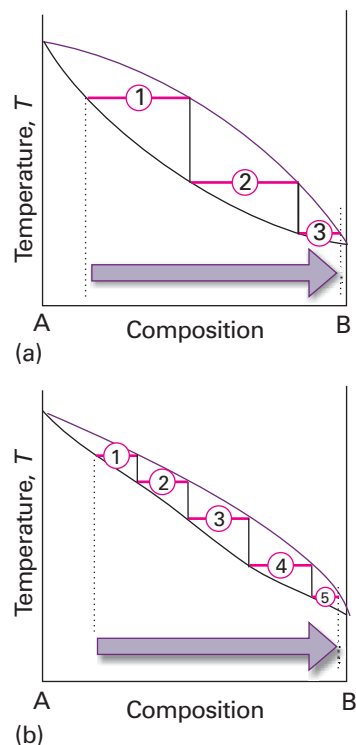 Temperature, T
1
2
3
A
Composition
B
(a)
Temperature, T
1
2
3
4
5
A
B
Composition
(b)